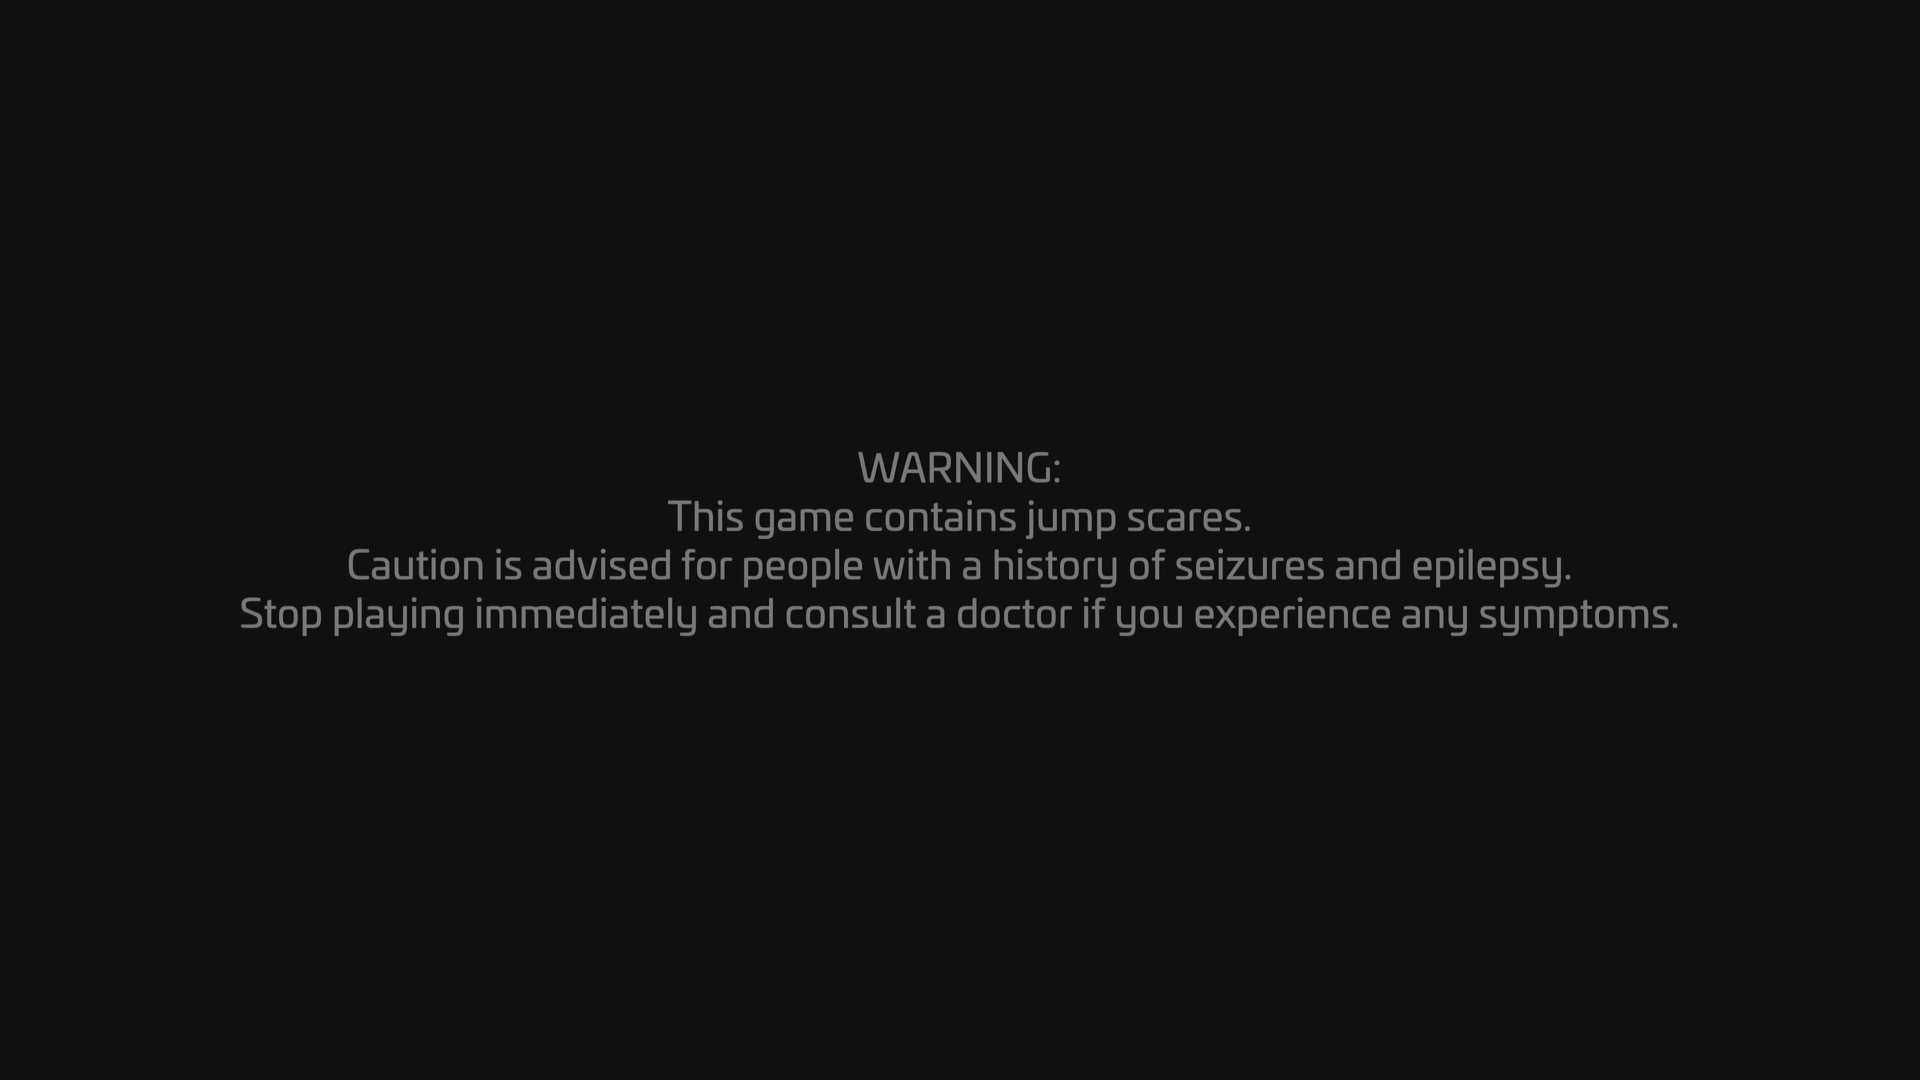 WARNING:
This game contains jump scares.
Caution is advised for people with a history of seizures and epilepsy.
Stop playing immediately and consult a doctor if you experience any symptoms.